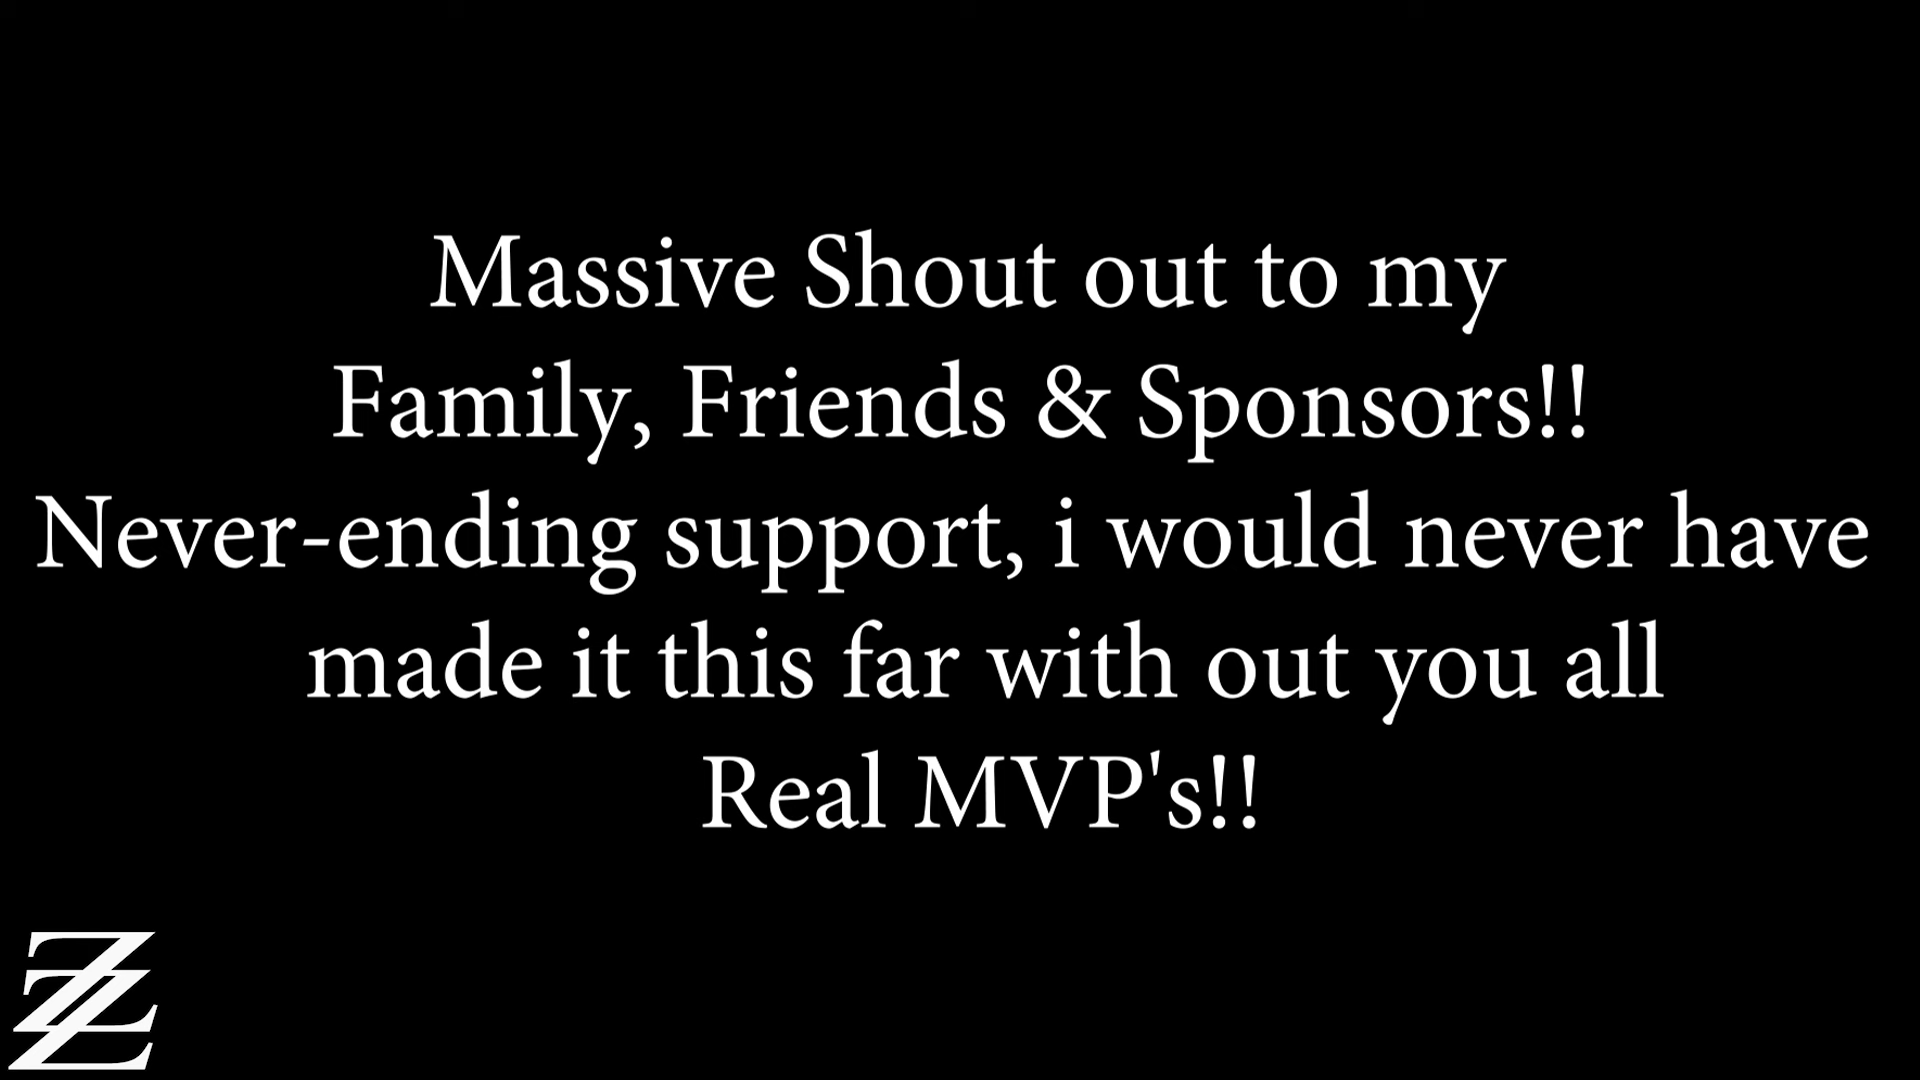 Massive Shout out to my
Family, Friends & Sponsors!!
Never-ending support, i would never have
made it this far with out you all
Real MVP's!!
ZZ